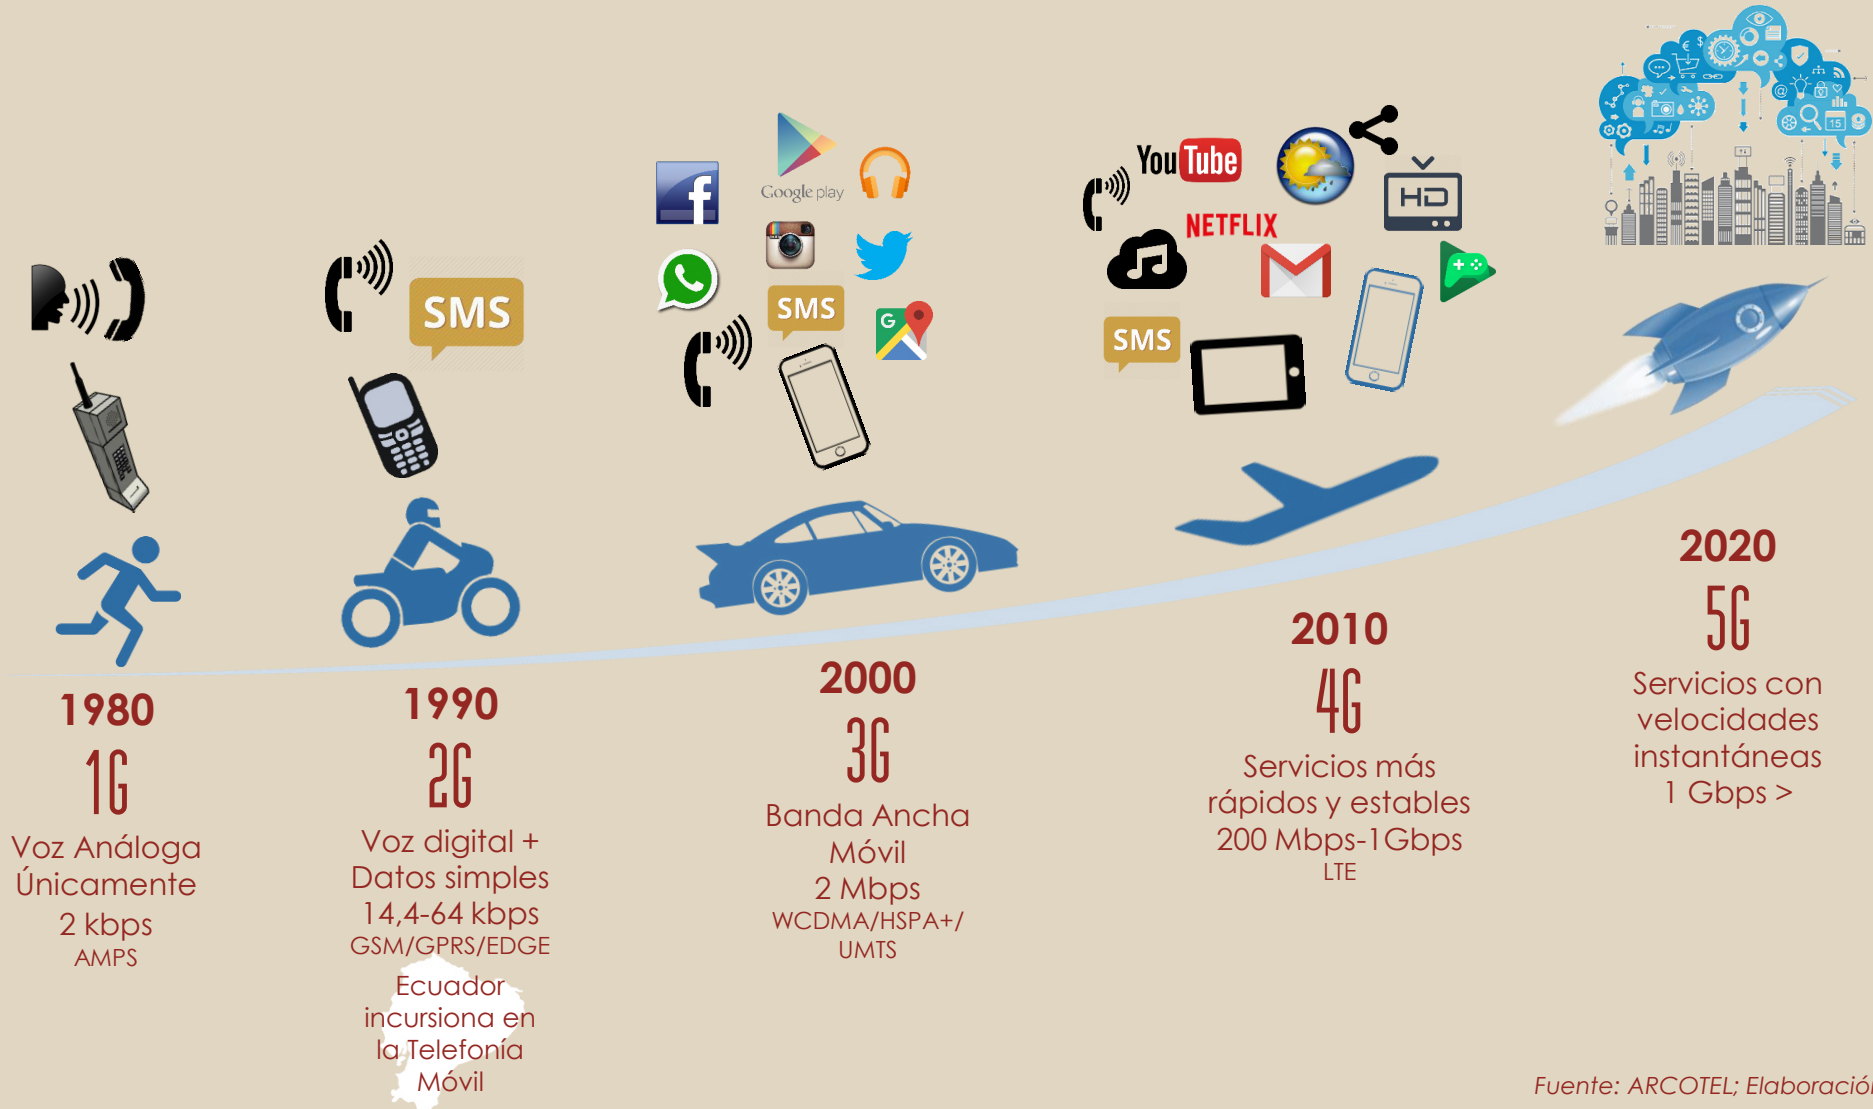 Google play
SMS
SMS
G
You Tube
NETFLIX
HD
SMS
€ $
@
15
1980
1G
Voz Análoga
Únicamente
2 kbps
AMPS
1990
2G
Voz digital +
Datos simples
14,4-64 kbps
GSM/GPRS/EDGE
Ecuador
incursiona en
la Telefonía
Móvil
2000
3G
Banda Ancha
Móvil
2 Mbps
WCDMA/HSPA+/
UMTS
2010
4G
Servicios más
rápidos y estables
200 Mbps-1Gbps
LTE
2020
5G
Servicios con
velocidades
instantáneas
1 Gbps >
Fuente: ARCOTEL; Elaboración